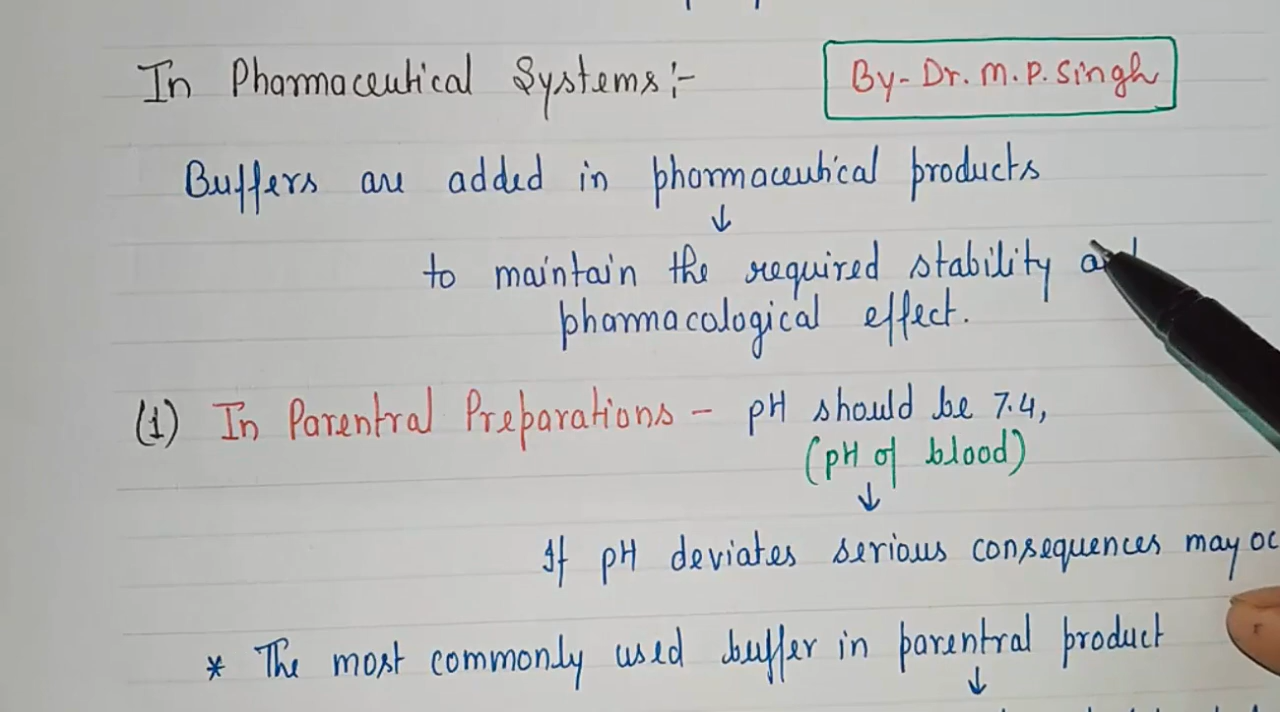 In Pharmaceutical Systems:-
By- Dr. M. P. Singh
Buffers are added in pharmaceutical products
↓
to maintain the required stability and
pharmacological effect.
(1) In Parentral Preparations - pH should be 7.4,
(pH of blood)
↓
If pH deviates serious consequences may oc
* The most commonly used buffer in parentral product
↓